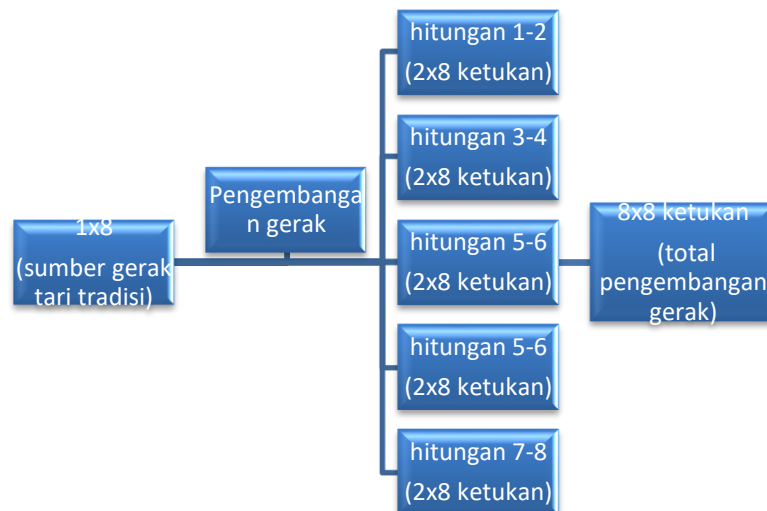 1x8
(sumber gerak
tari tradisi)
Pengembanga
n gerak
hitungan 1-2
(2x8 ketukan)
hitungan 3-4
(2x8 ketukan)
hitungan 5-6
(2x8 ketukan)
hitungan 5-6
(2x8 ketukan)
hitungan 7-8
(2x8 ketukan)
8x8 ketukan
(total
pengembangan
gerak)